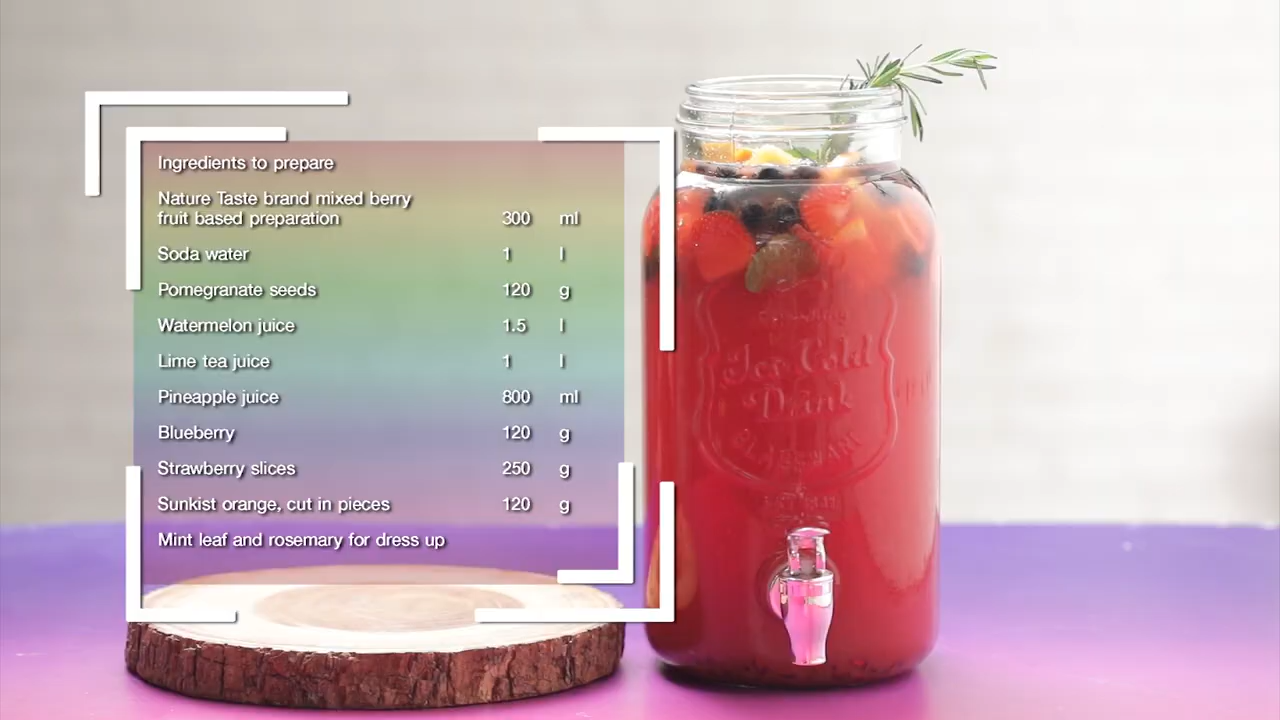 Ingredients to prepare
Nature Taste brand mixed berry
fruit based preparation 300 ml
Soda water 1 l
Pomegranate seeds 120 g
Watermelon juice 1.5 l
Lime tea juice 1 l
Pineapple juice 800 ml
Blueberry 120 g
Strawberry slices 250 g
Sunkist orange, cut in pieces 120 g
Mint leaf and rosemary for dress up
Ice Cold
Drink
GLASSWARE